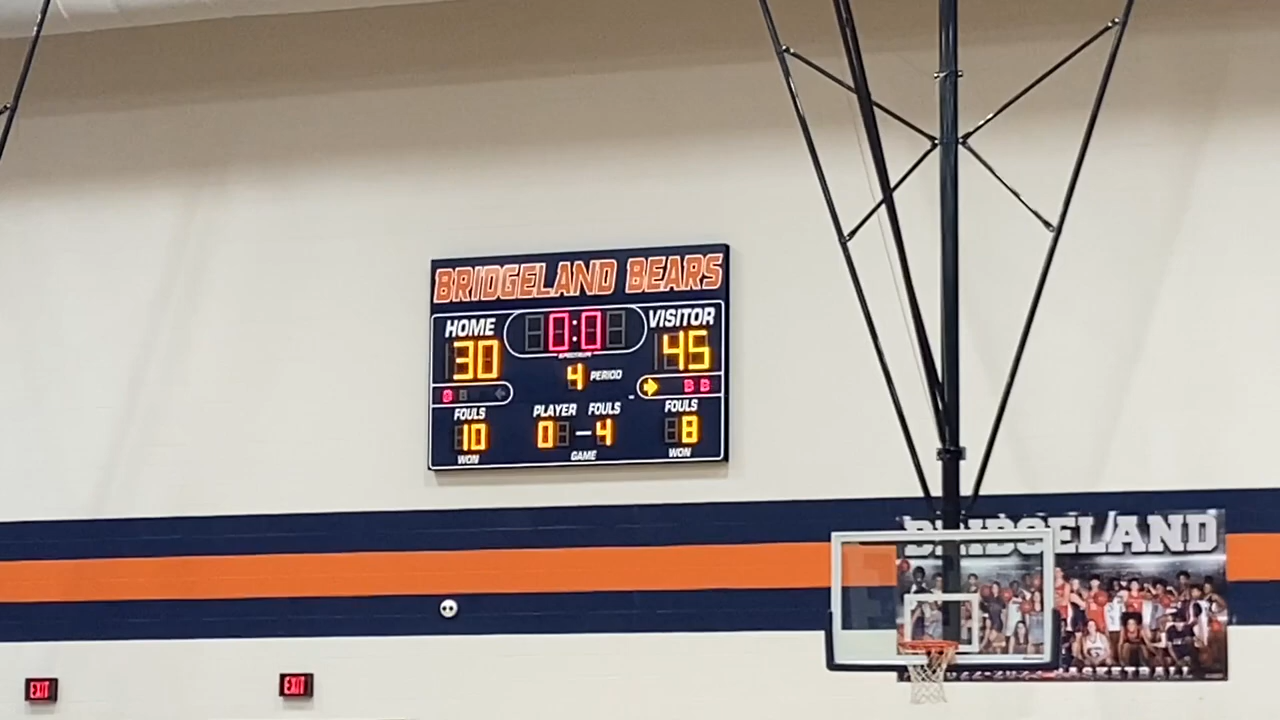 BRIDGELAND BEARS
HOME 0:0 VISITOR
30 45
4 PERIOD
B B B
FOULS PLAYER FOULS FOULS
10 0 - 4 8
WON GAME WON
BRIDGELAND
BASKETBALL
EXIT EXIT